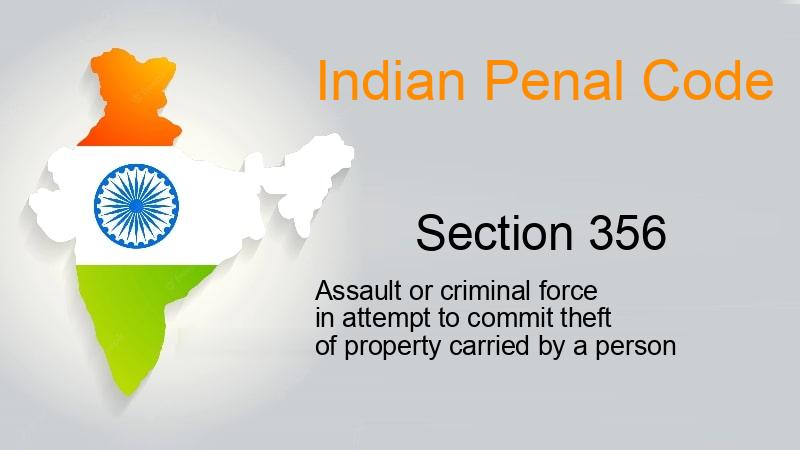 Indian Penal Code
Section 356
Assault or criminal force
in attempt to commit theft
of property carried by a person